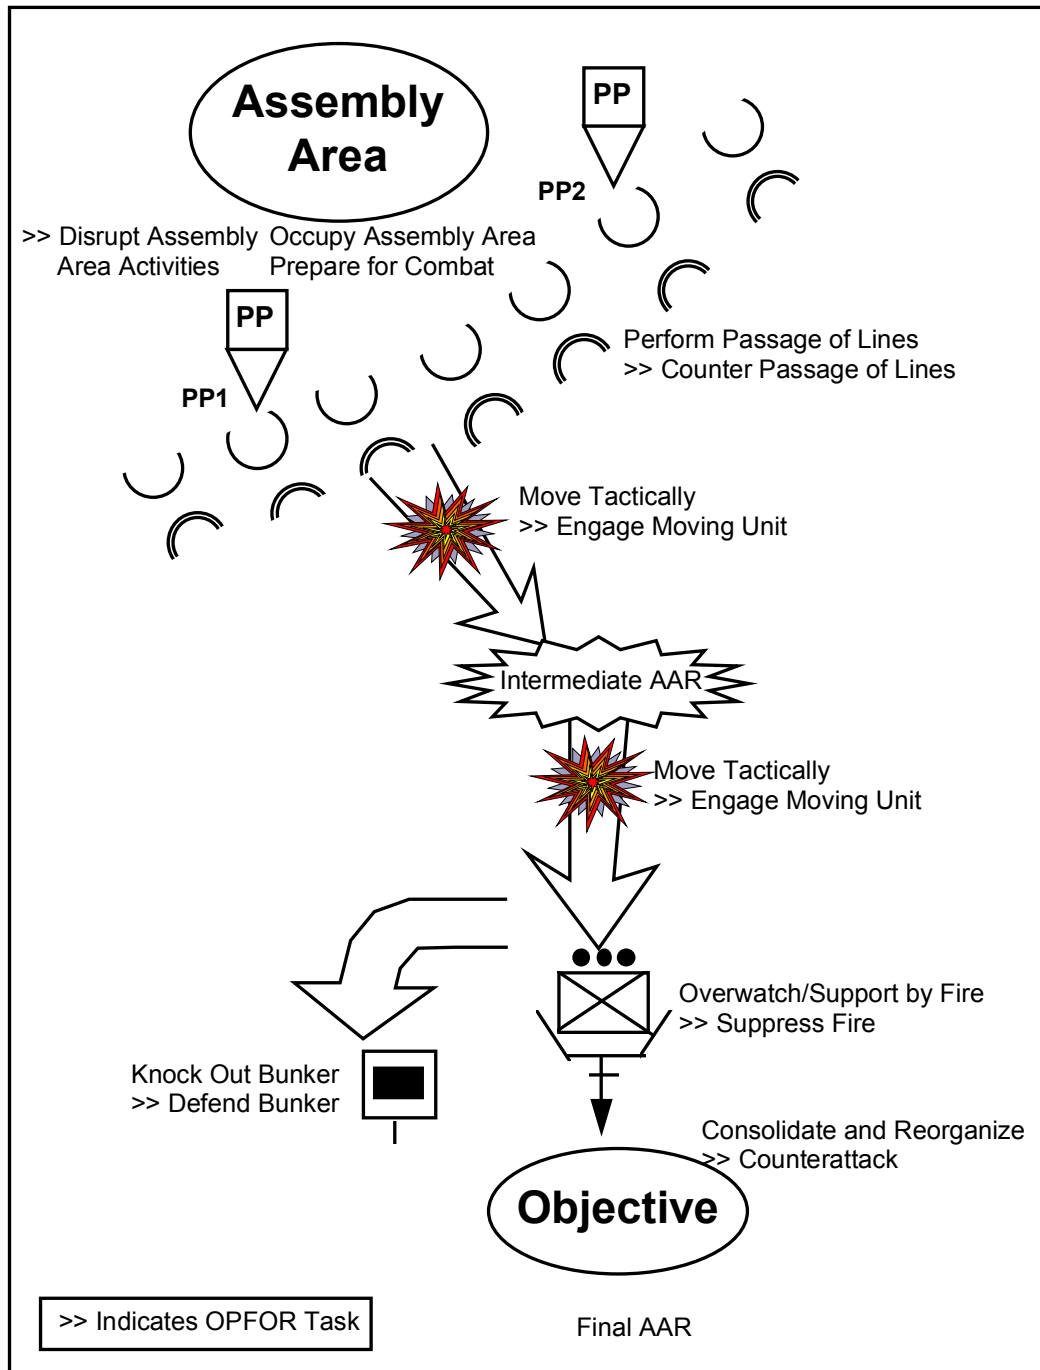 Assembly
Area
PP
PP2
>> Disrupt Assembly
Area Activities
Occupy Assembly Area
Prepare for Combat
PP
PP1
Perform Passage of Lines
>> Counter Passage of Lines
Move Tactically
>> Engage Moving Unit
Intermediate AAR
Move Tactically
>> Engage Moving Unit
Overwatch/Support by Fire
>> Suppress Fire
Knock Out Bunker
>> Defend Bunker
Consolidate and Reorganize
>> Counterattack
Objective
>> Indicates OPFOR Task
Final AAR